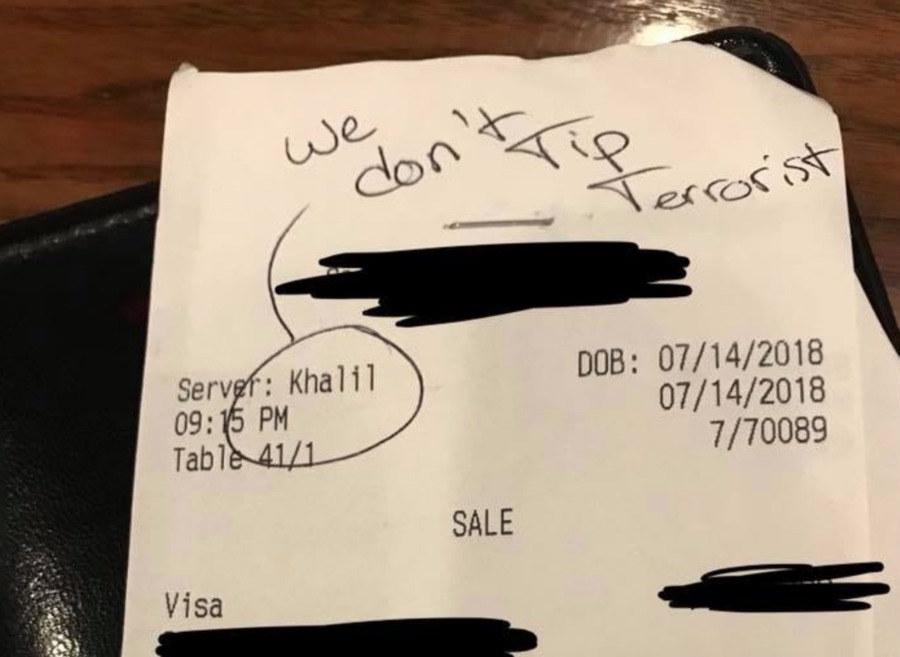 We
don't Tip
Terrorist
Server: Khalil
DOB: 07/14/2018
09:15 PM
07/14/2018
Table 41/1
7/70089
SALE
Visa